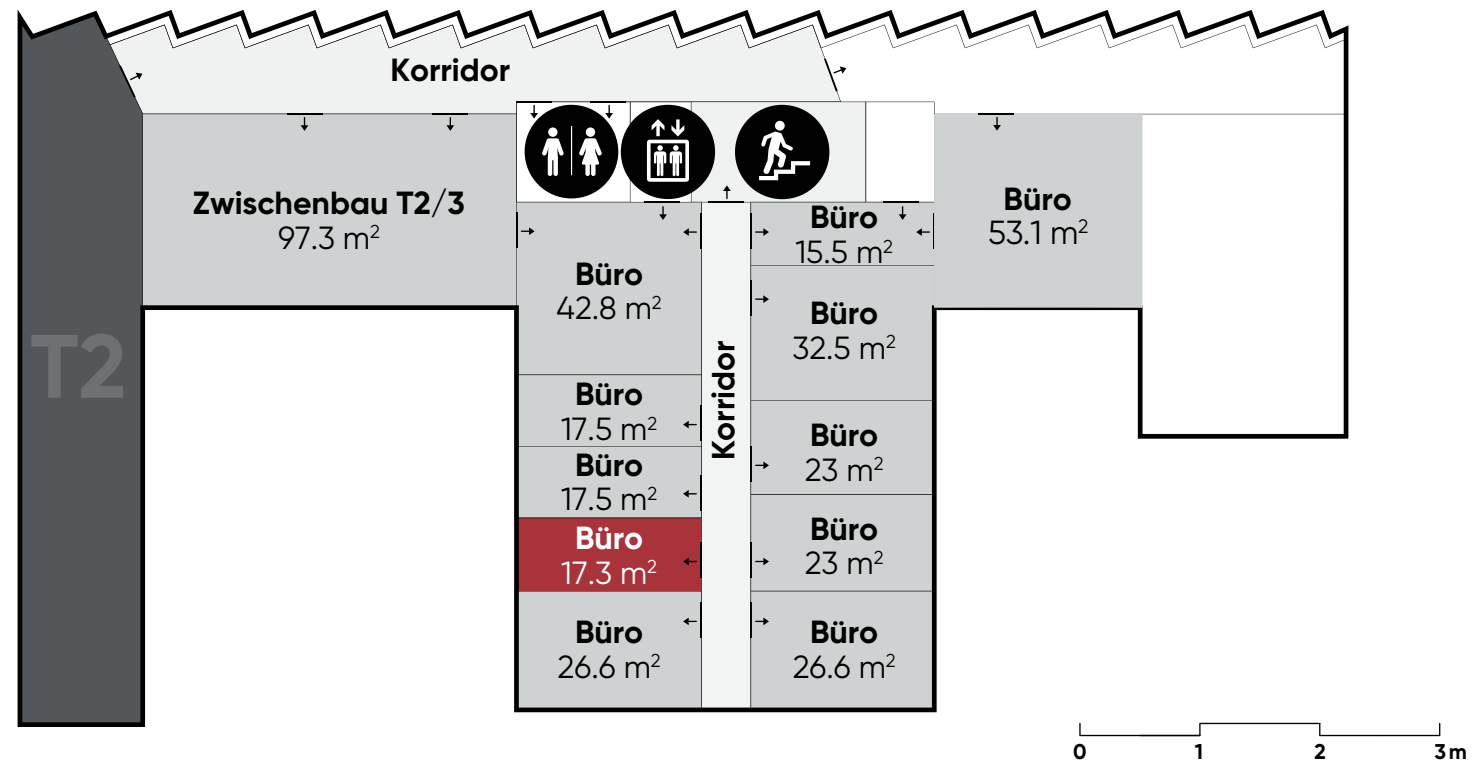 Korridor
Zwischenbau T2/3
97.3 m²
T2
Büro
42.8 m²
Büro
17.5 m²
Büro
17.5 m²
Büro
17.3 m²
Büro
26.6 m²
Korridor
Büro
15.5 m²
Büro
32.5 m²
Büro
23 m²
Büro
23 m²
Büro
26.6 m²
Büro
53.1 m²
0 1 2 3 m